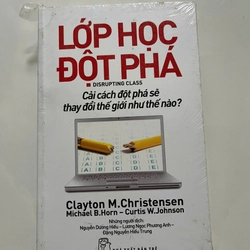 LỚP HỌC
ĐỘT PHÁ
DISRUPTING CLASS
Cải cách đột phá sẽ
thay đổi thế giới như thế nào?
Clayton M.Christensen
Michael B.Horn – Curtis W.Johnson
Những người dịch:
Nguyễn Dương Hiếu – Lương Ngọc Phương Anh –
Đặng Nguyễn Hiếu Trung